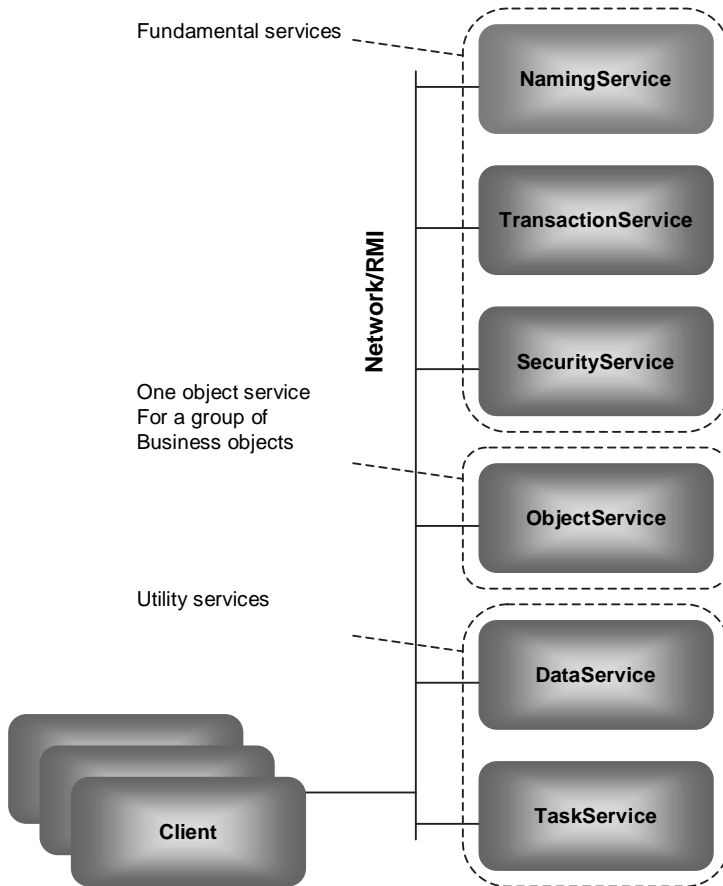 Fundamental services
NamingService
TransactionService
Network/RMI
SecurityService
One object service
For a group of
Business objects
ObjectService
Utility services
DataService
TaskService
Client